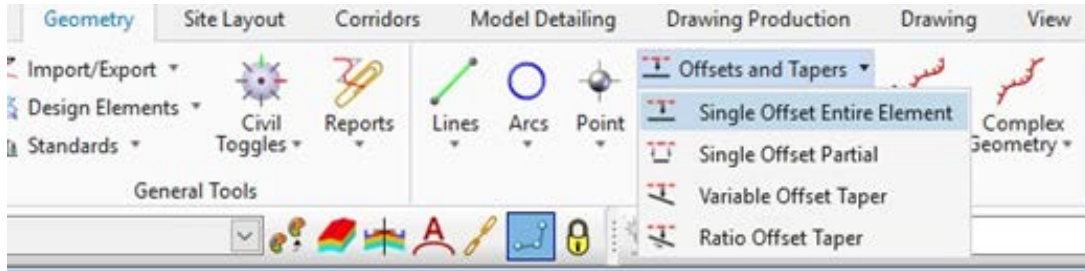 Geometry Site Layout Corridors Model Detailing Drawing Production Drawing View
Import/Export
Design Elements
Standards
Civil Toggles
Reports
Lines
Arcs
Point
Offsets and Tapers
Single Offset Entire Element
Single Offset Partial
Variable Offset Taper
Ratio Offset Taper
Complex Geometry
General Tools